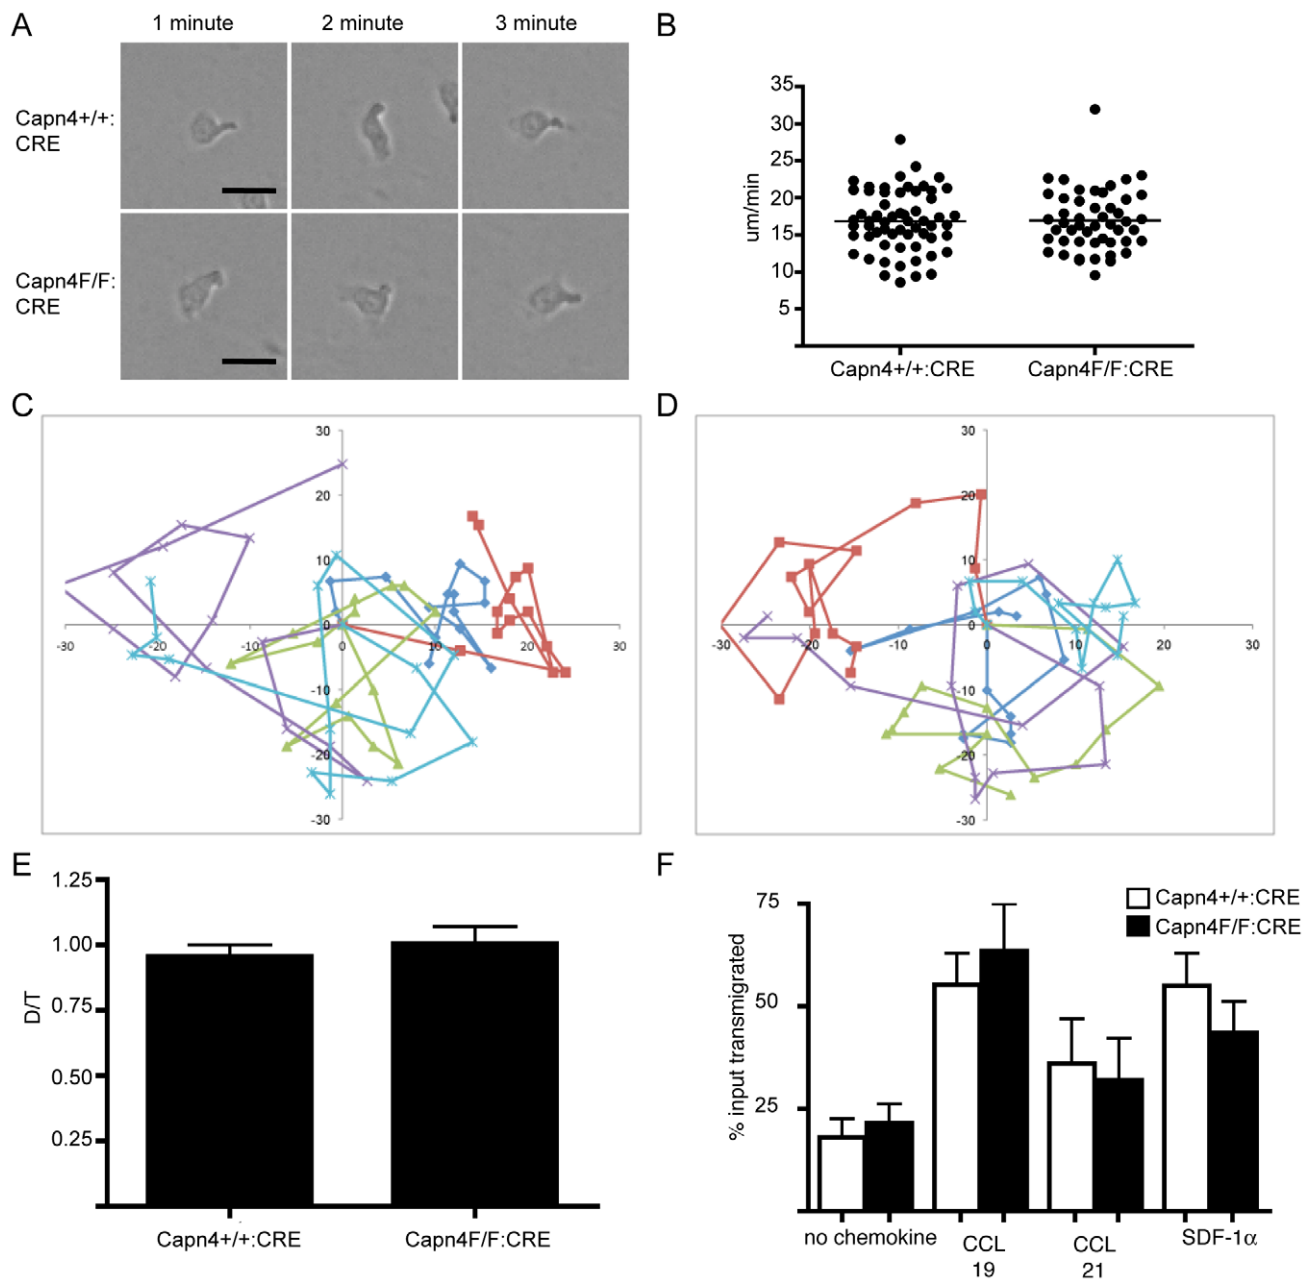 A
1 minute
2 minute
3 minute
Capn4+/+:
CRE
Capn4F/F:
CRE
B
35
30
25
20
15
10
5
um/min
Capn4+/+:CRE
Capn4F/F:CRE
C
30
20
10
0
-10
-20
-30
-30
-20
-10
0
10
20
30
D
30
20
10
0
-10
-20
-30
-30
-20
-10
0
10
20
30
E
1.25
1.00
0.75
0.50
0.25
D/T
Capn4+/+:CRE
Capn4F/F:CRE
F
75
50
25
% input transmigrated
Capn4+/+:CRE
Capn4F/F:CRE
no chemokine
CCL
19
CCL
21
SDF-1α